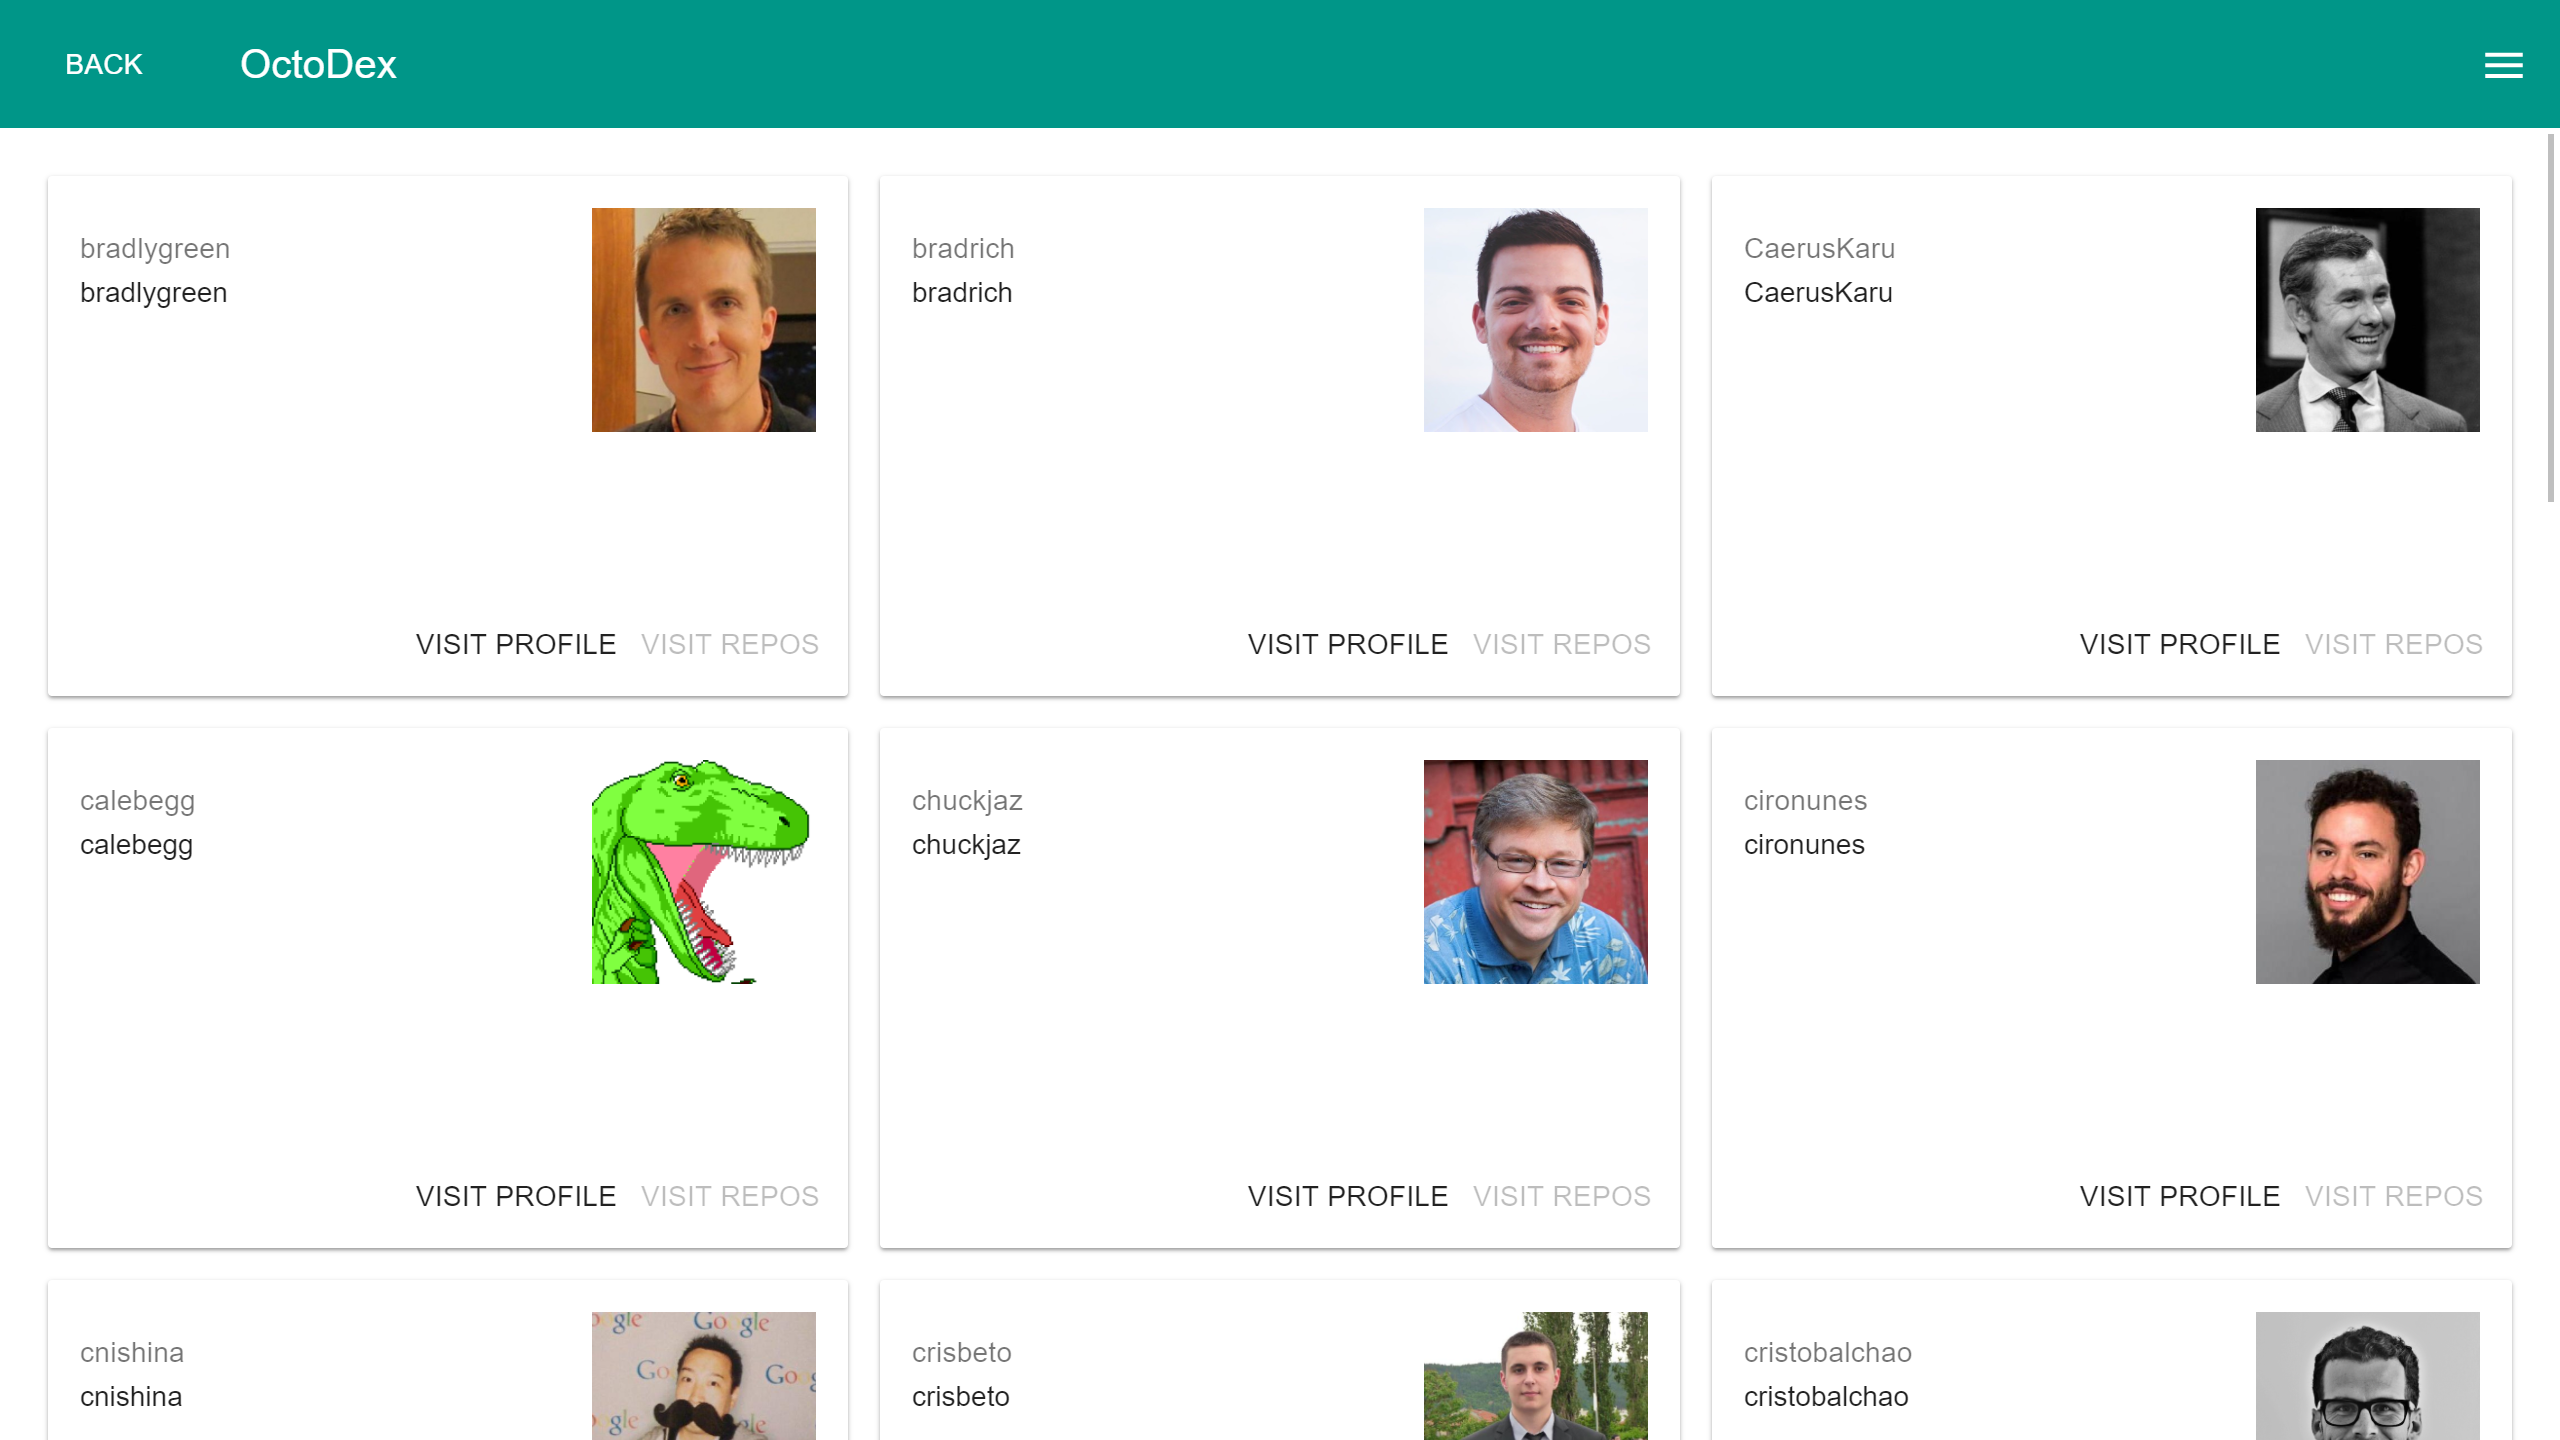 BACK OctoDex
bradlygreen
bradlygreen
VISIT PROFILE VISIT REPOS
bradrich
bradrich
VISIT PROFILE VISIT REPOS
CaerusKaru
CaerusKaru
VISIT PROFILE VISIT REPOS
calebegg
calebegg
VISIT PROFILE VISIT REPOS
chuckjaz
chuckjaz
VISIT PROFILE VISIT REPOS
cironunes
cironunes
VISIT PROFILE VISIT REPOS
cnishina
cnishina
Google
crisbeto
crisbeto
cristobalchao
cristobalchao